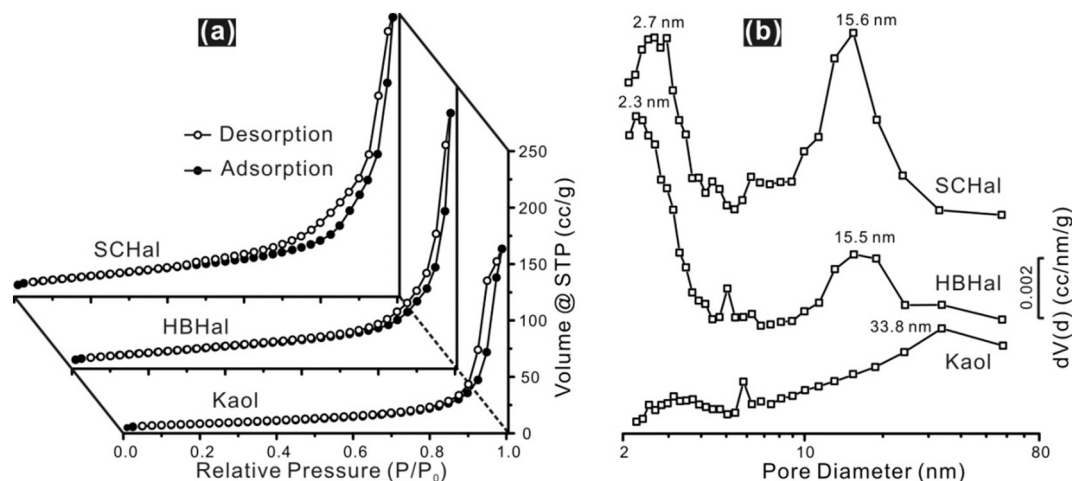 (a)
Desorption
Adsorption
SCHal
HBHal
Kaol
250
200
150
100
50
0
Volume @ STP (cc/g)
0.0 0.2 0.4 0.6 0.8 1.0
Relative Pressure (P/P₀)
(b)
2.7 nm
15.6 nm
2.3 nm
SCHal
15.5 nm
HBHal
33.8 nm
Kaol
0.002
dV(d) (cc/nm/g)
2 10 80
Pore Diameter (nm)